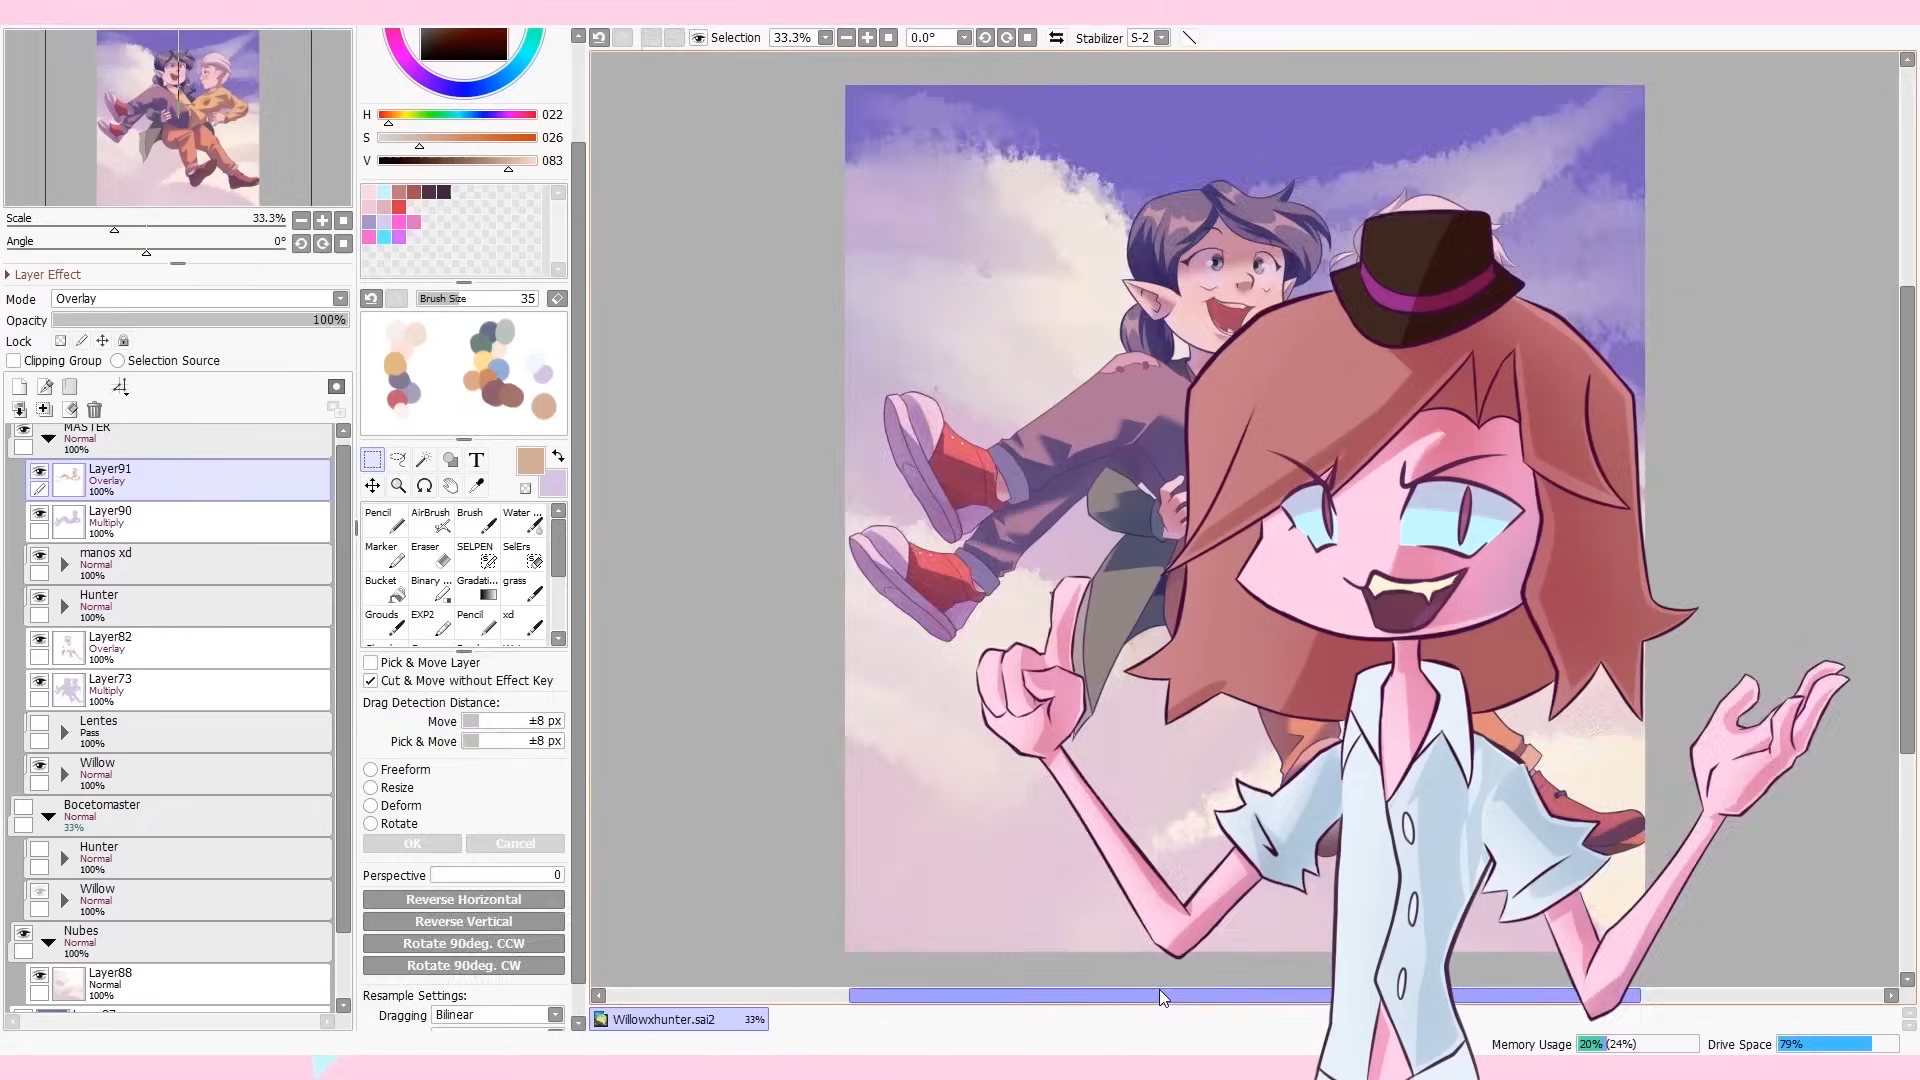 Selection 33.3% 0.0° Stabilizer S-2
H 022
S 026
V 083
Scale 33.3%
Angle 0°
Layer Effect
Mode Overlay
Opacity 100%
Lock
Clipping Group Selection Source
Brush Size 35
MASTER
Normal
100%
Layer91
Overlay
100%
Layer90
Multiply
100%
manos xd
Normal
100%
Hunter
Normal
100%
Layer82
Overlay
100%
Layer73
Multiply
100%
Lentes
Pass
100%
Willow
Normal
100%
Bocetomaster
Normal
33%
Hunter
Normal
100%
Willow
Normal
100%
Nubes
Normal
100%
Layer88
Normal
100%
T
Pencil AirBrush Brush Water ...
Marker Eraser SELPEN SelErs
Bucket Binary ... Gradati... grass
Grouds EXP2 Pencil xd
Pick & Move Layer
Cut & Move without Effect Key
Drag Detection Distance:
Move ±8 px
Pick & Move ±8 px
Freeform
Resize
Deform
Rotate
OK Cancel
Perspective 0
Reverse Horizontal
Reverse Vertical
Rotate 90deg. CCW
Rotate 90deg. CW
Resample Settings:
Dragging Bilinear
Willowxhunter.sai2 33%
Memory Usage 20% (24%) Drive Space 79%